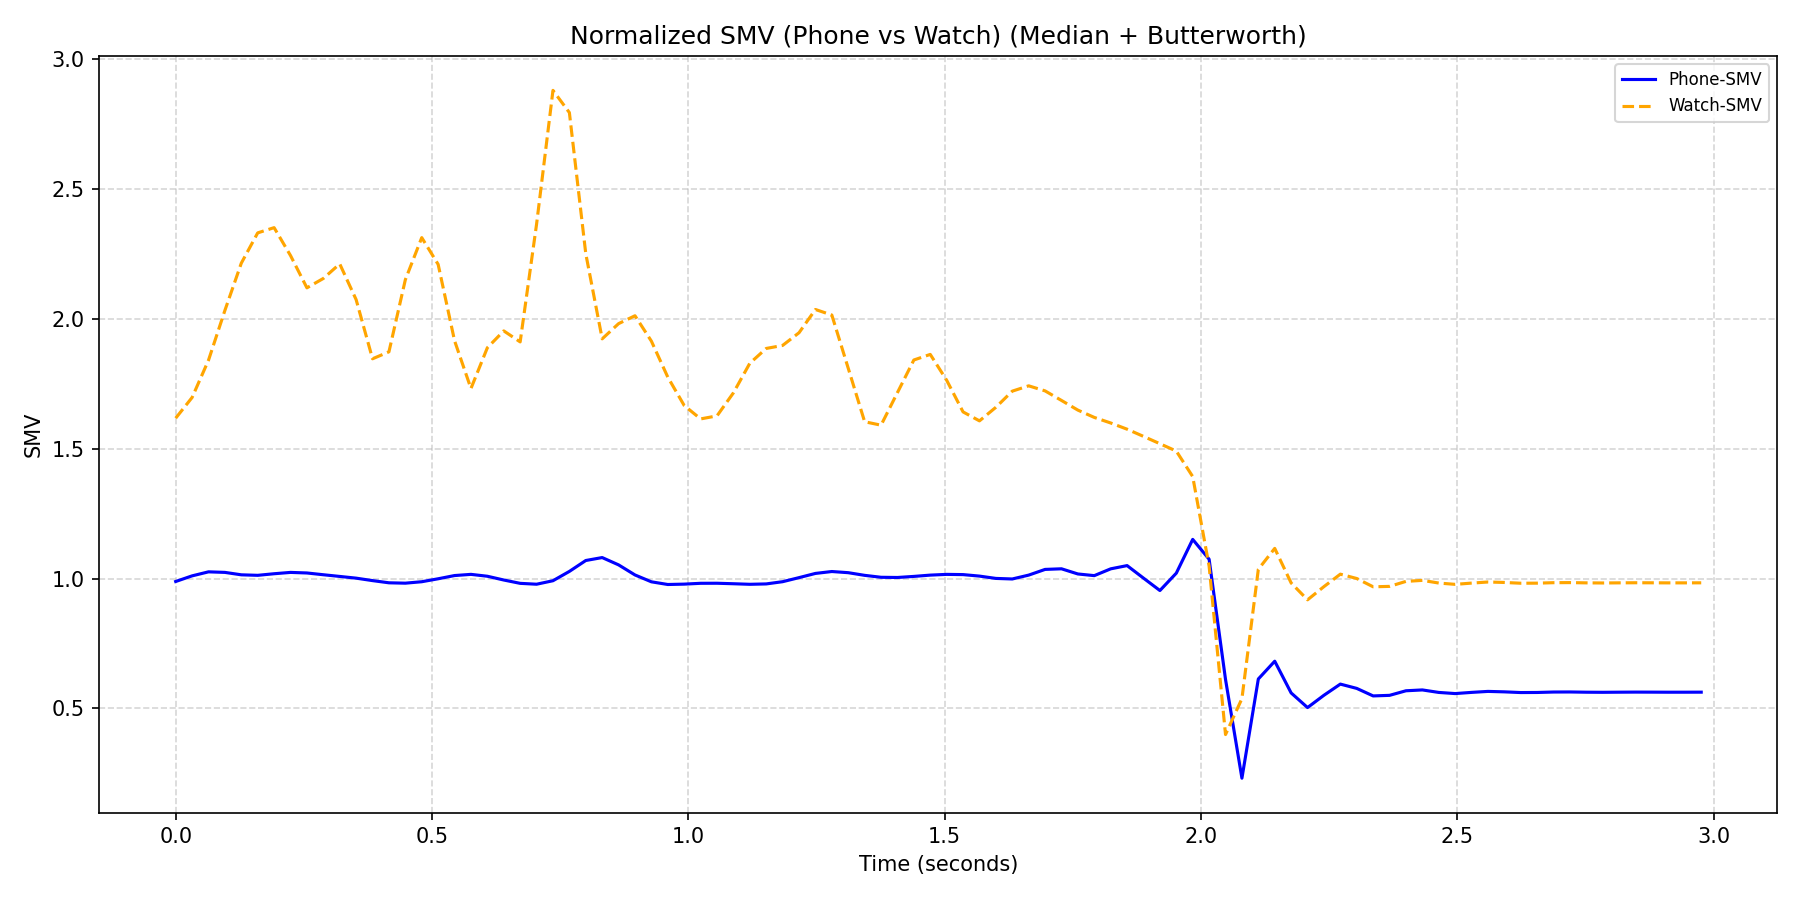 Normalized SMV (Phone vs Watch) (Median + Butterworth)
Phone-SMV
Watch-SMV
SMV
3.0
2.5
2.0
1.5
1.0
0.5
0.0 0.5 1.0 1.5 2.0 2.5 3.0
Time (seconds)